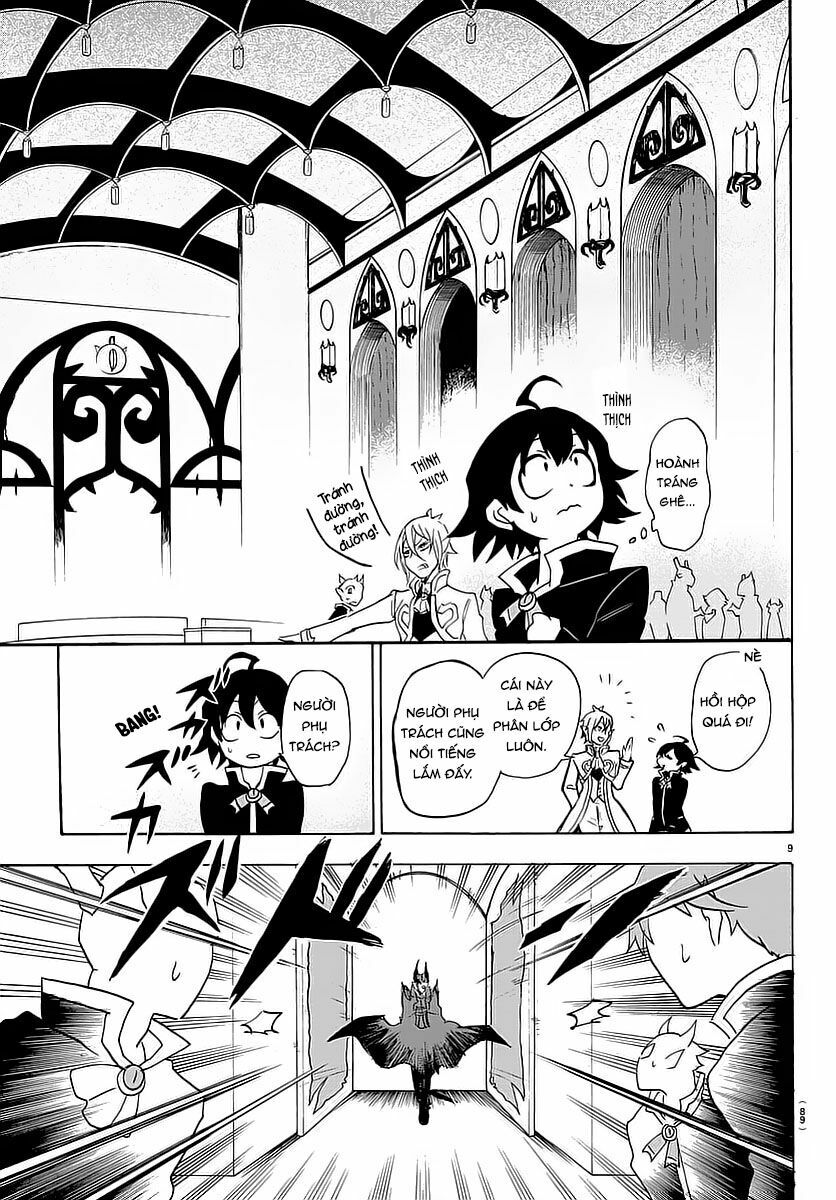 THÌNH
THỊCH
HOÀNH
TRÁNG
GHÊ...
THÌNH
THỊCH
Tránh
đường,
tránh
đường!
NÈ
HỒI HỘP
QUÁ ĐI!
CÁI NÀY
LÀ ĐỂ
PHÂN LỚP
LUÔN.
NGƯỜI PHỤ
TRÁCH CŨNG
NỔI TIẾNG
LẮM ĐẤY.
NGƯỜI
PHỤ
TRÁCH?
BANG!
9
(89)